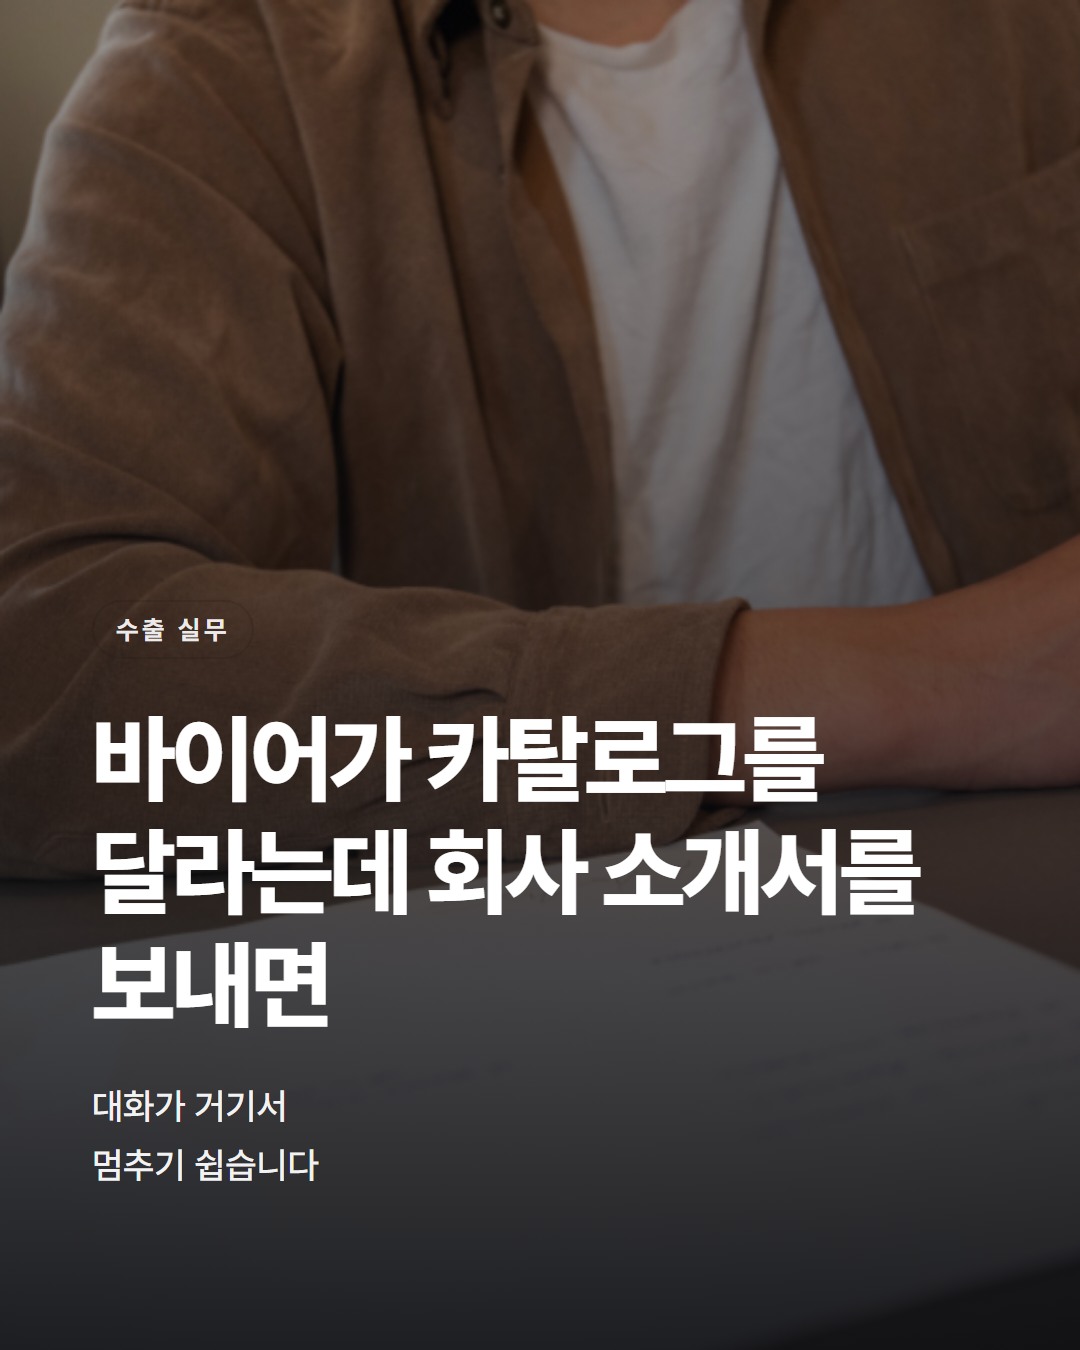 수출 실무
바이어가 카탈로그를
달라는데 회사 소개서를
보내면
대화가 거기서
멈추기 쉽습니다